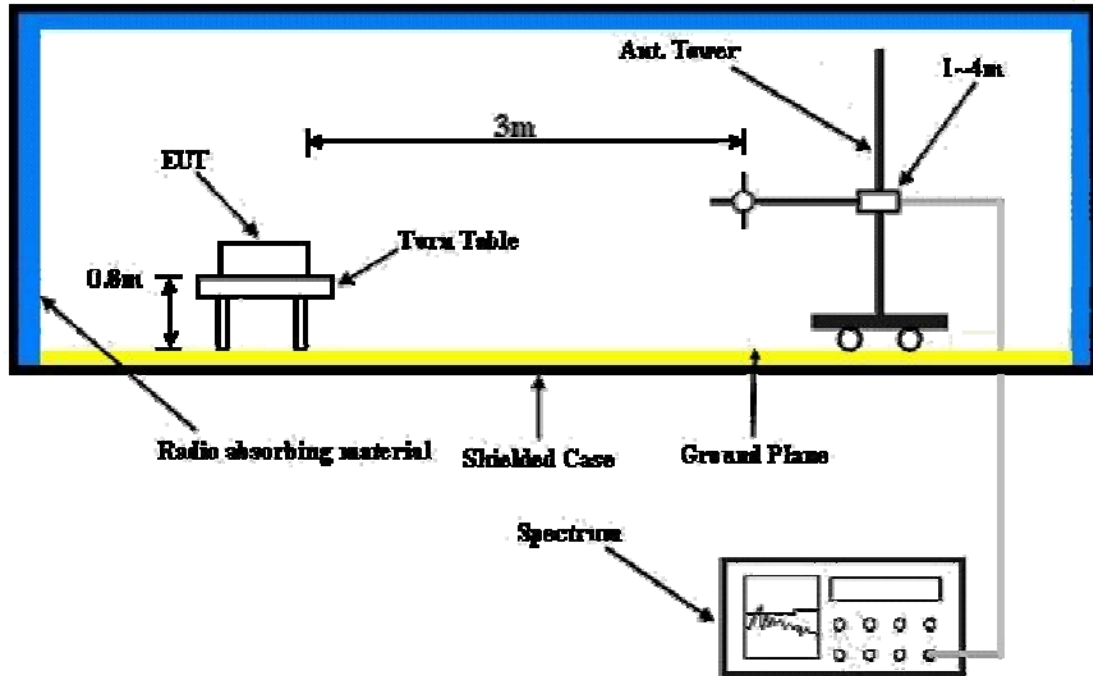 Ant. Tower
1~4m
3m
EUT
Turn Table
0.8m
Radio absorbing material
Shielded Case
Ground Plane
Spectrum